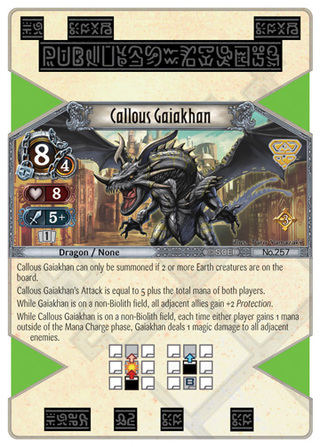 Callous Gaiakhan
8
4
8
5+
1
Dragon / None
SCE
No.257
Callous Gaiakhan can only be summoned if 2 or more Earth creatures are on the
board.
Callous Gaiakhan's Attack is equal to 5 plus the total mana of both players.
While Gaiakhan is on a non-Biolith field, all adjacent allies gain +2 Protection.
While Callous Gaiakhan is on a non-Biolith field, each time either player gains 1 mana
outside of the Mana Charge phase, Gaiakhan deals 1 magic damage to all adjacent
enemies.